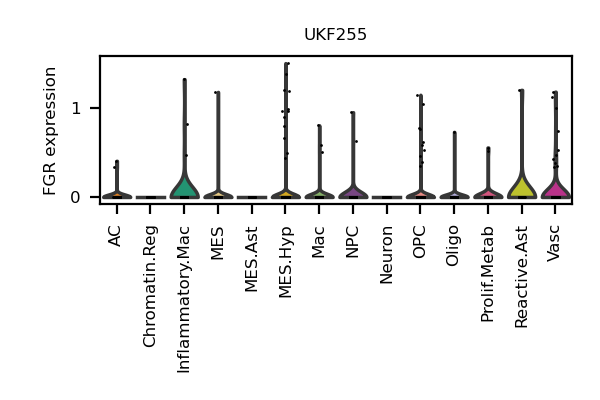 UKF255
FGR expression
1
0
AC
Chromatin.Reg
Inflammatory.Mac
MES
MES.Ast
MES.Hyp
Mac
NPC
Neuron
OPC
Oligo
Prolif.Metab
Reactive.Ast
Vasc